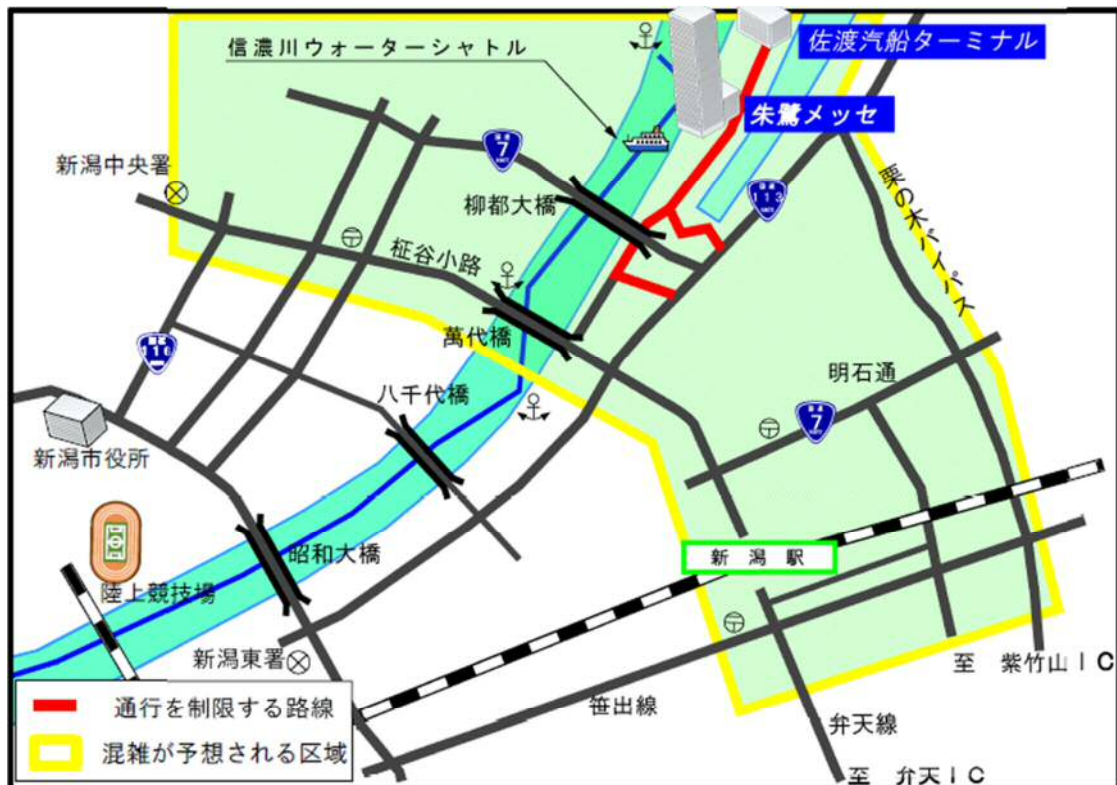 佐渡汽船ターミナル
信濃川ウォーターシャトル
朱鷺メッセ
7
新潟中央署
柳都大橋
113
栗の木バイパス
柾谷小路
萬代橋
116
明石通
八千代橋
7
新潟市役所
新潟駅
昭和大橋
陸上競技場
新潟東署
至 紫竹山IC
笹出線
弁天線
至 弁天IC
通行を制限する路線
混雑が予想される区域